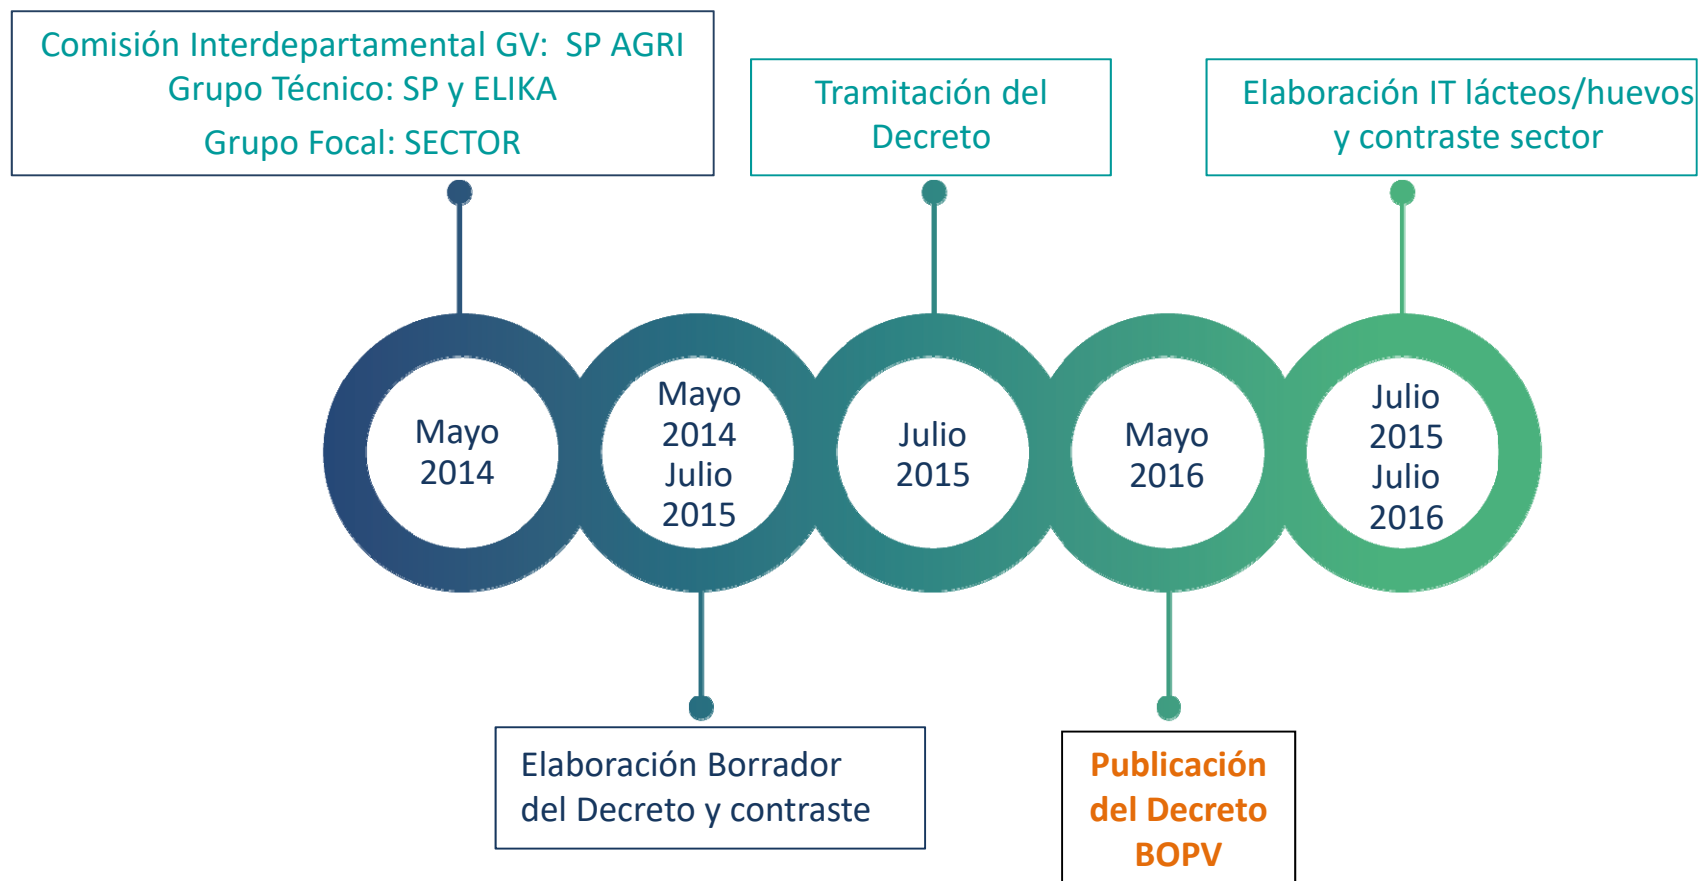 Comisión Interdepartamental GV:  SP AGRI
Grupo Técnico: SP y ELIKA
Grupo Focal: SECTOR
Tramitación del
Decreto
Elaboración IT lácteos/huevos
y contraste sector
Mayo
2014
Mayo
2014
Julio
2015
Julio
2015
Mayo
2016
Julio
2015
Julio
2016
Elaboración Borrador
del Decreto y contraste
Publicación
del Decreto
BOPV